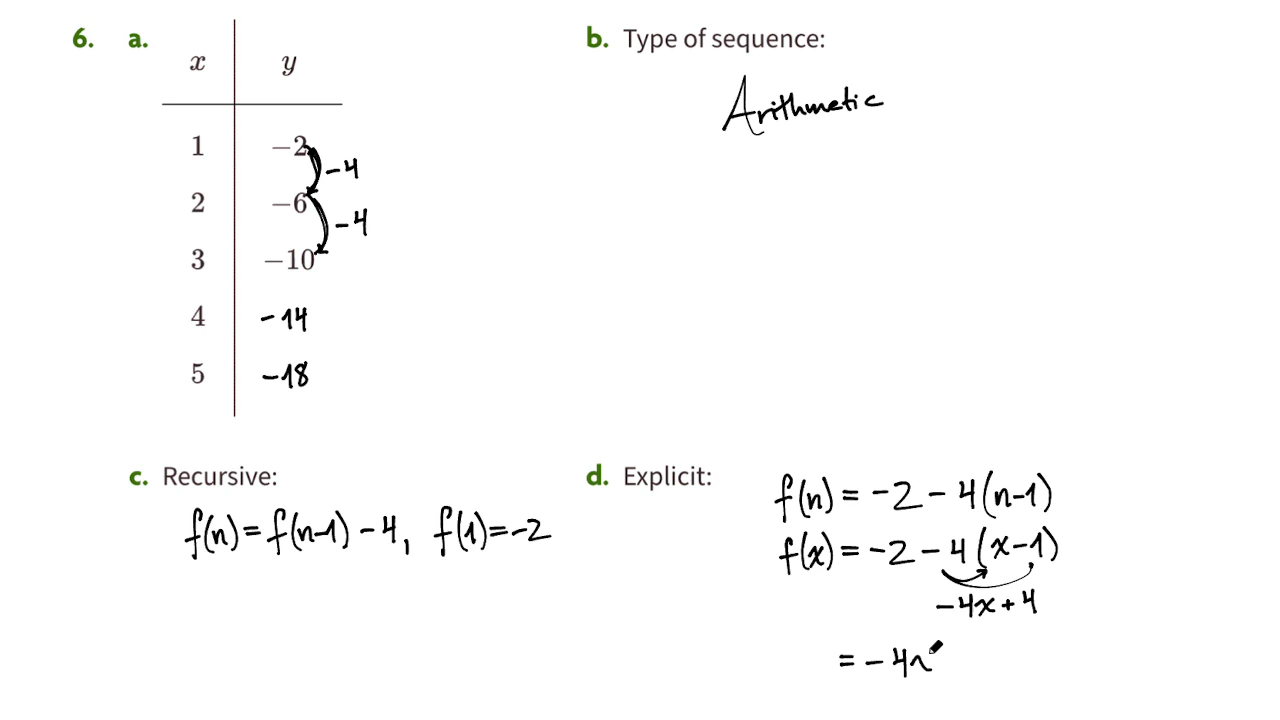 6. a.
x y
1 −2
-4
2 −6
-4
3 −10
4 -14
5 -18
b. Type of sequence:
Arithmetic
c. Recursive:
f(n) = f(n-1) - 4, f(1) = -2
d. Explicit:
f(n) = -2 - 4(n-1)
f(x) = -2 - 4(x-1)
-4x + 4
= - 4